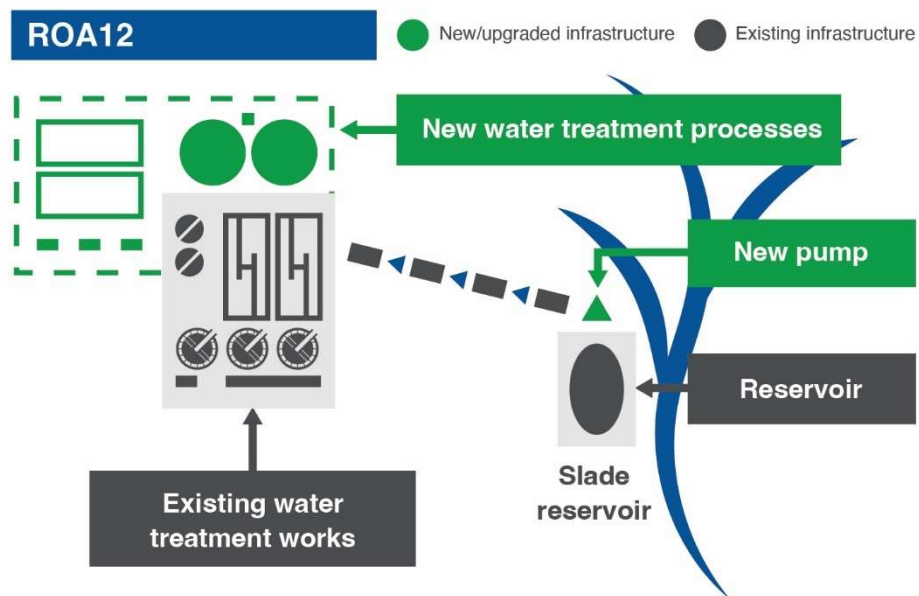 ROA12
New/upgraded infrastructure
Existing infrastructure
New water treatment processes
New pump
Reservoir
Slade
reservoir
Existing water
treatment works